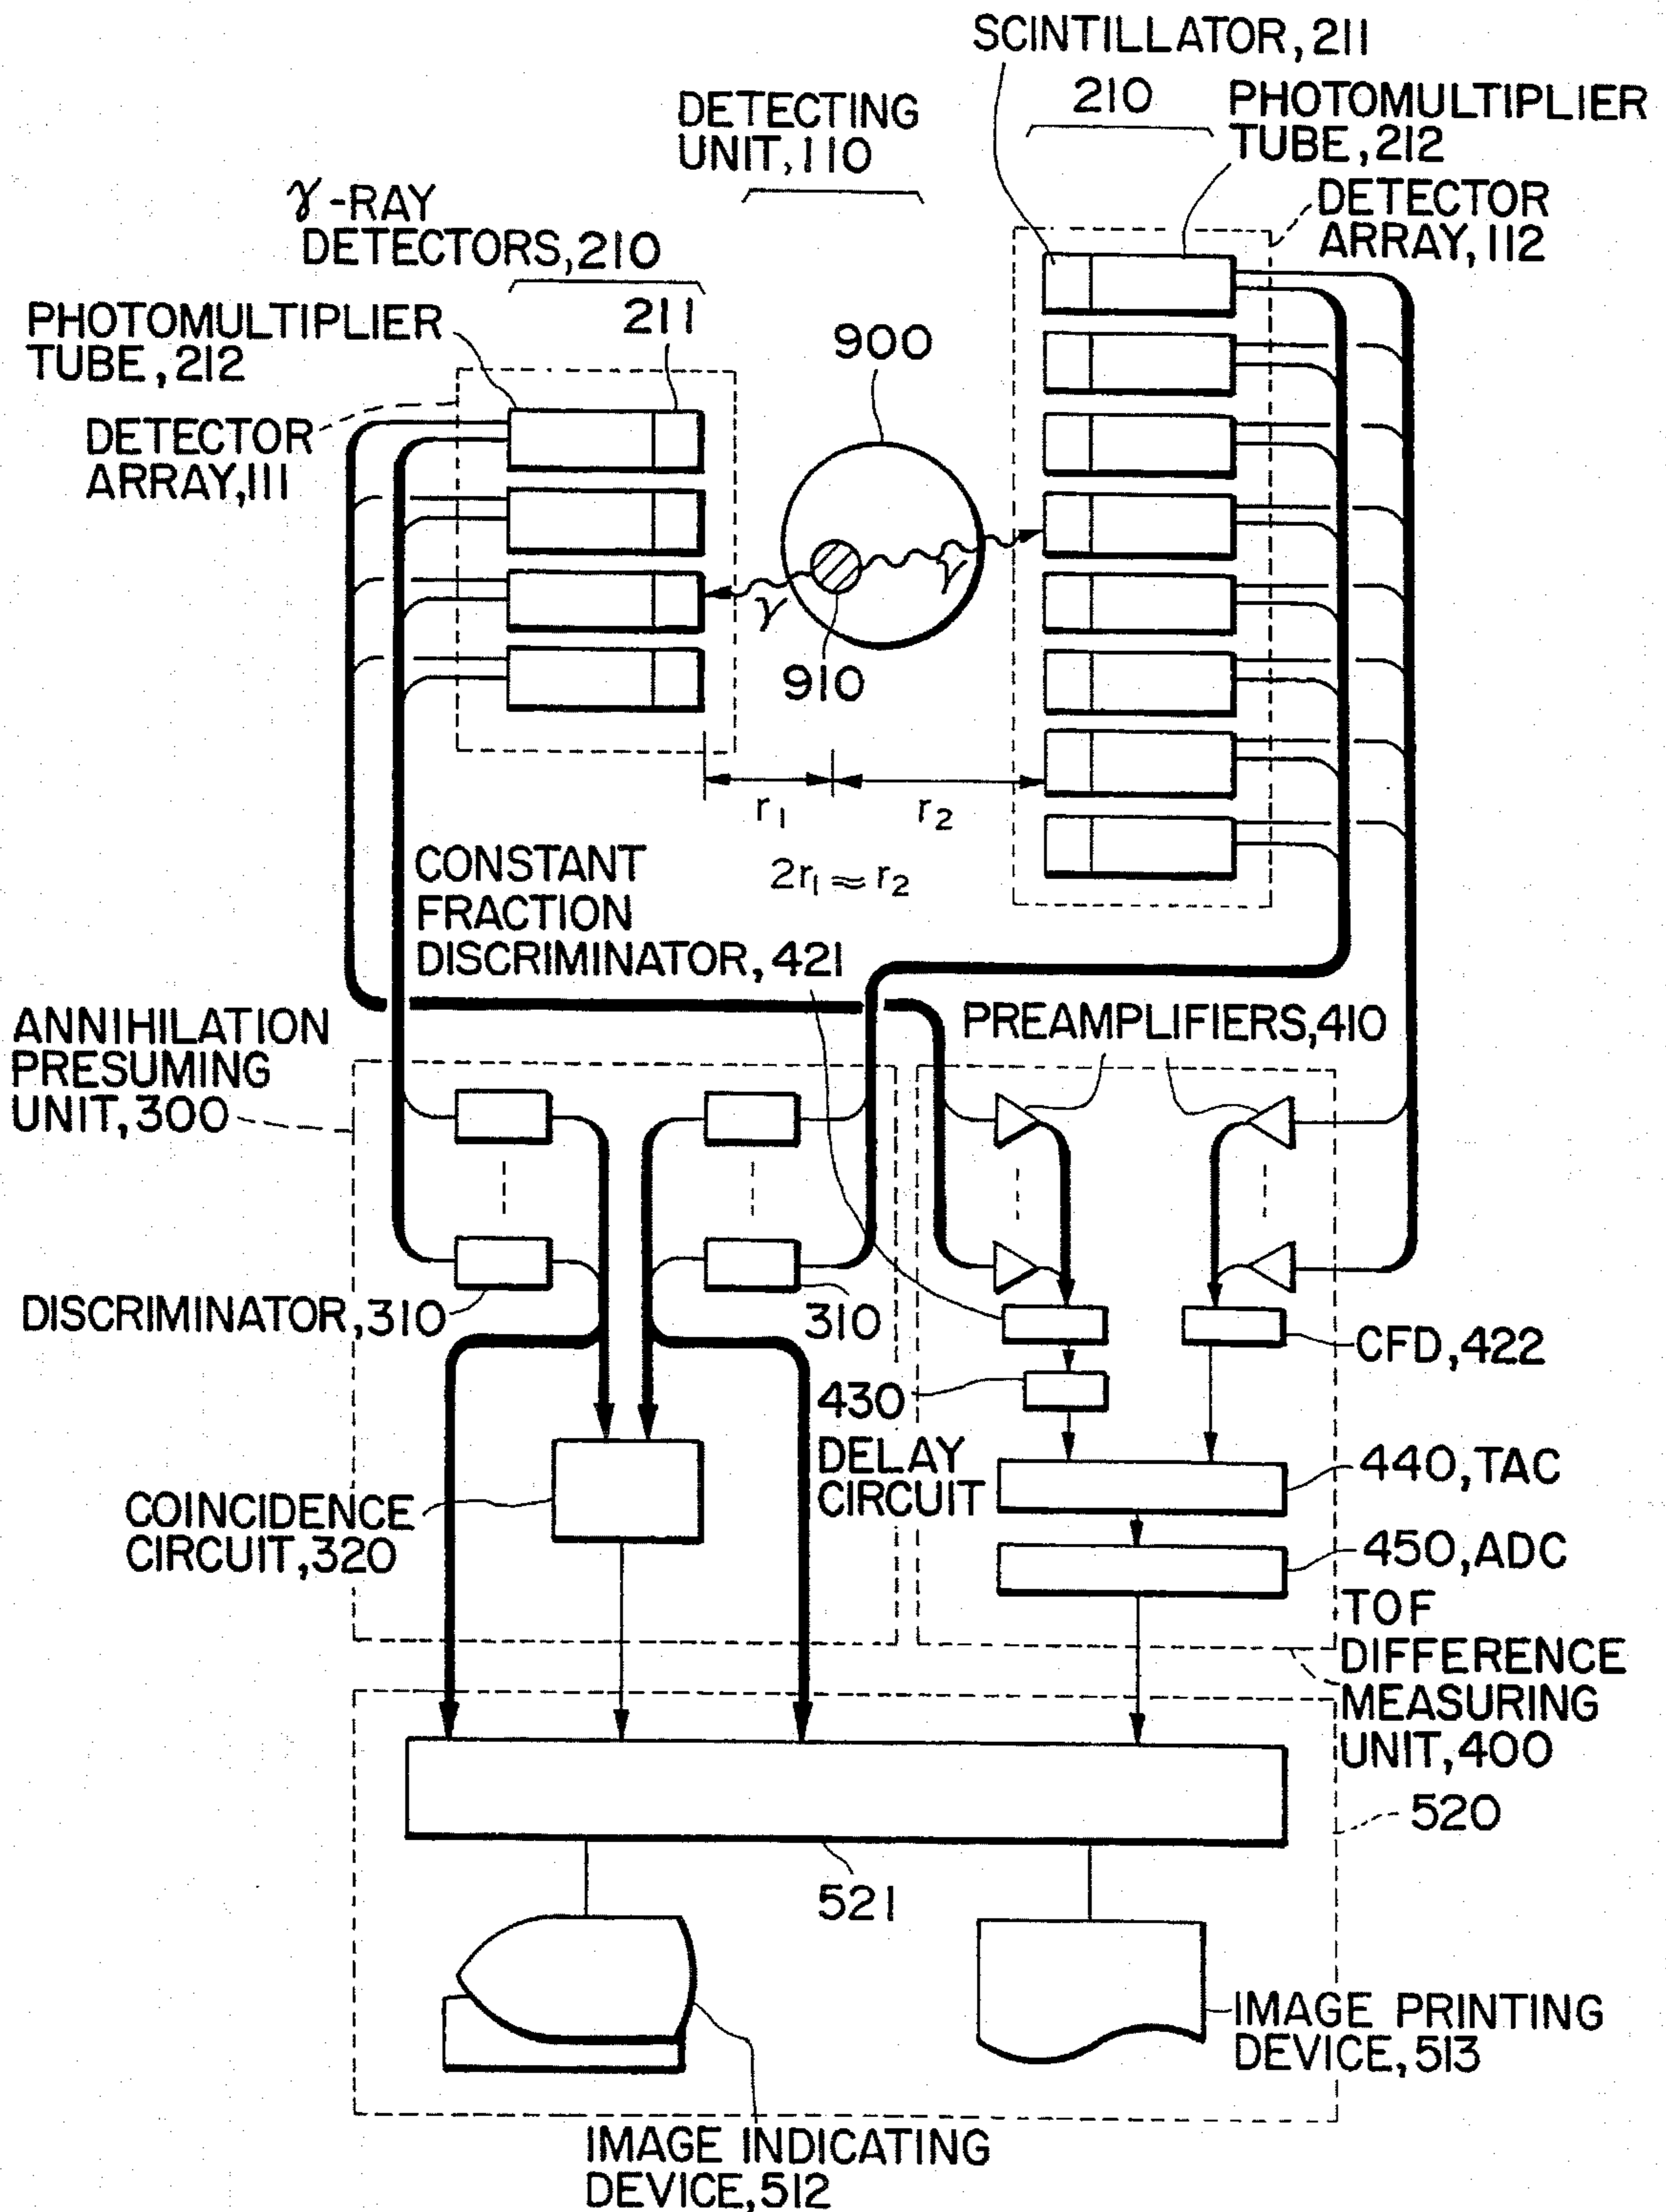 SCINTILLATOR,211
210
PHOTOMULTIPLIER
TUBE,212
DETECTING
UNIT,110
DETECTOR
ARRAY,112
γ-RAY
DETECTORS,210
211
PHOTOMULTIPLIER
TUBE,212
900
DETECTOR
ARRAY,111
γ
γ
910
r1
r2
2r1≈r2
CONSTANT
FRACTION
DISCRIMINATOR,421
PREAMPLIFIERS,410
ANNIHILATION
PRESUMING
UNIT,300
DISCRIMINATOR,310
310
CFD,422
430
DELAY
CIRCUIT
440,TAC
COINCIDENCE
CIRCUIT,320
450,ADC
TOF
DIFFERENCE
MEASURING
UNIT,400
520
521
IMAGE PRINTING
DEVICE,513
IMAGE INDICATING
DEVICE,512